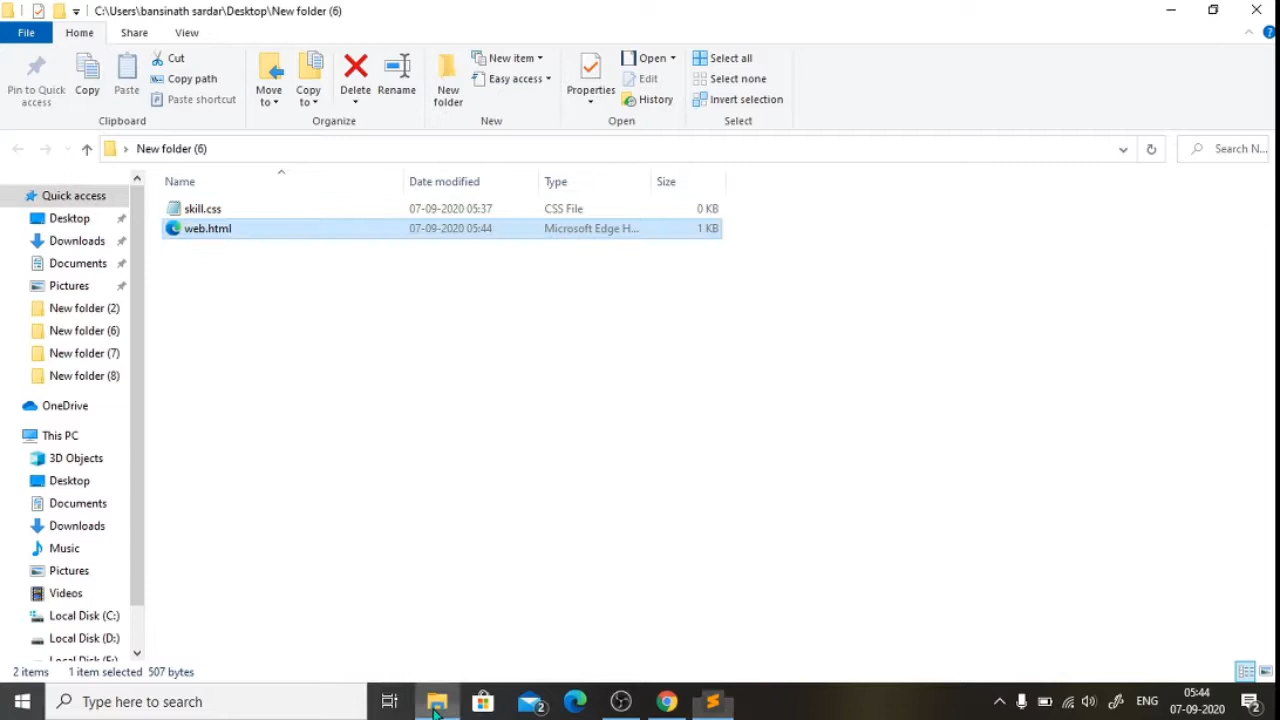 C:\Users\bansinath sardar\Desktop\New folder (6)
File Home Share View
Pin to Quick access
Copy
Paste
Cut
Copy path
Paste shortcut
Clipboard
Move to
Copy to
Delete
Rename
Organize
New folder
New item
Easy access
New
Properties
Open
Edit
History
Open
Select all
Select none
Invert selection
Select
New folder (6)
Search N...
Name Date modified Type Size
skill.css 07-09-2020 05:37 CSS File 0 KB
web.html 07-09-2020 05:44 Microsoft Edge H... 1 KB
Quick access
Desktop
Downloads
Documents
Pictures
New folder (2)
New folder (6)
New folder (7)
New folder (8)
OneDrive
This PC
3D Objects
Desktop
Documents
Downloads
Music
Pictures
Videos
Local Disk (C:)
Local Disk (D:)
2 items 1 item selected 507 bytes
Type here to search
2
ENG
05:44
07-09-2020
2